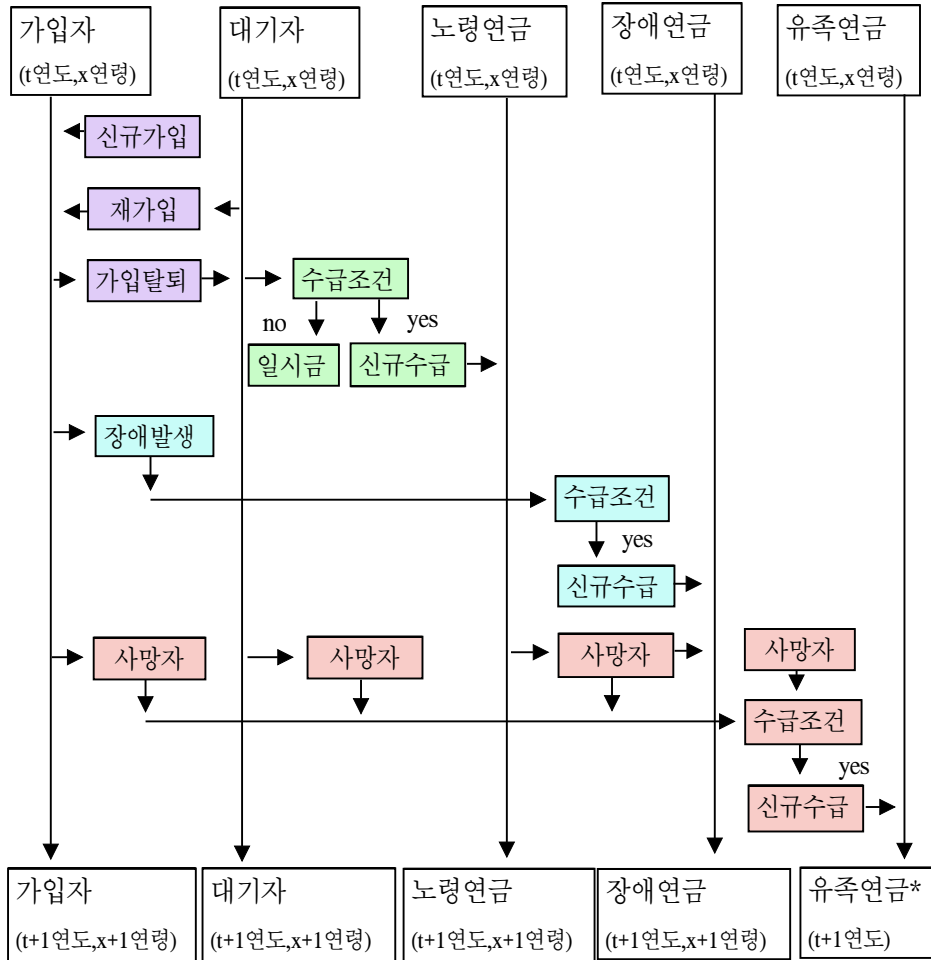 가입자
(t연도,x연령)
대기자
(t연도,x연령)
노령연금
(t연도,x연령)
장애연금
(t연도,x연령)
유족연금
(t연도,x연령)
신규가입
재가입
가입탈퇴
수급조건
no
yes
일시금
신규수급
장애발생
수급조건
yes
신규수급
사망자
사망자
사망자
사망자
수급조건
yes
신규수급
가입자
(t+1연도,x+1연령)
대기자
(t+1연도,x+1연령)
노령연금
(t+1연도,x+1연령)
장애연금
(t+1연도,x+1연령)
유족연금*
(t+1연도)